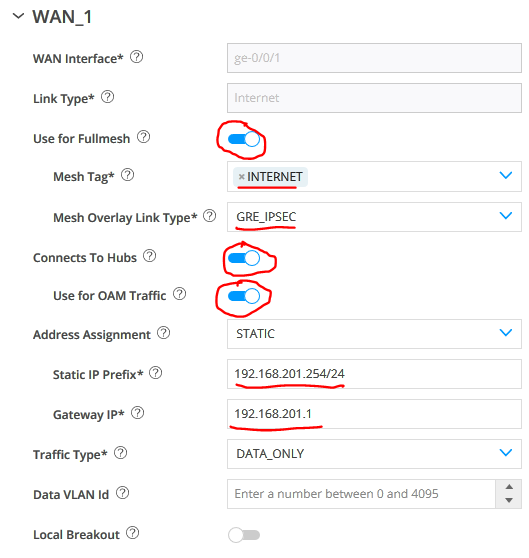 WAN_1
WAN Interface* ?
ge-0/0/1
Link Type* ?
Internet
Use for Fullmesh ?
Mesh Tag* ?
× INTERNET
Mesh Overlay Link Type* ?
GRE_IPSEC
Connects To Hubs ?
Use for OAM Traffic ?
Address Assignment ?
STATIC
Static IP Prefix* ?
192.168.201.254/24
Gateway IP* ?
192.168.201.1
Traffic Type* ?
DATA_ONLY
Data VLAN Id ?
Enter a number between 0 and 4095
Local Breakout ?